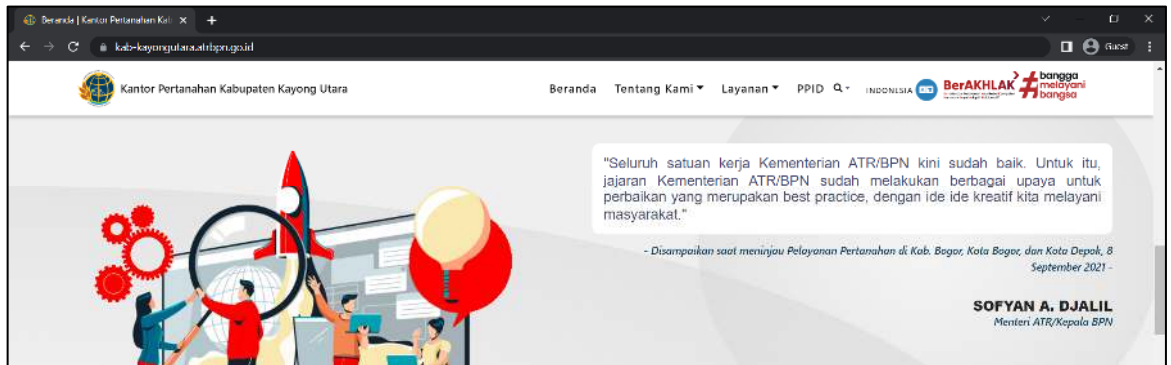 Beranda | Kantor Pertanahan Kab
kab-kayongutara.atrbpn.go.id
Guest
Kantor Pertanahan Kabupaten Kayong Utara
Beranda Tentang Kami Layanan PPID INDONESIA BerAKHLAK
# bangga
melayani
bangsa
"Seluruh satuan kerja Kementerian ATR/BPN kini sudah baik. Untuk itu,
jajaran Kementerian ATR/BPN sudah melakukan berbagai upaya untuk
perbaikan yang merupakan best practice, dengan ide ide kreatif kita melayani
masyarakat."
- Disampaikan saat meninjau Pelayanan Pertanahan di Kab. Bogor, Kota Bogor, dan Kota Depok, 8
September 2021 -
SOFYAN A. DJALIL
Menteri ATR/Kepala BPN